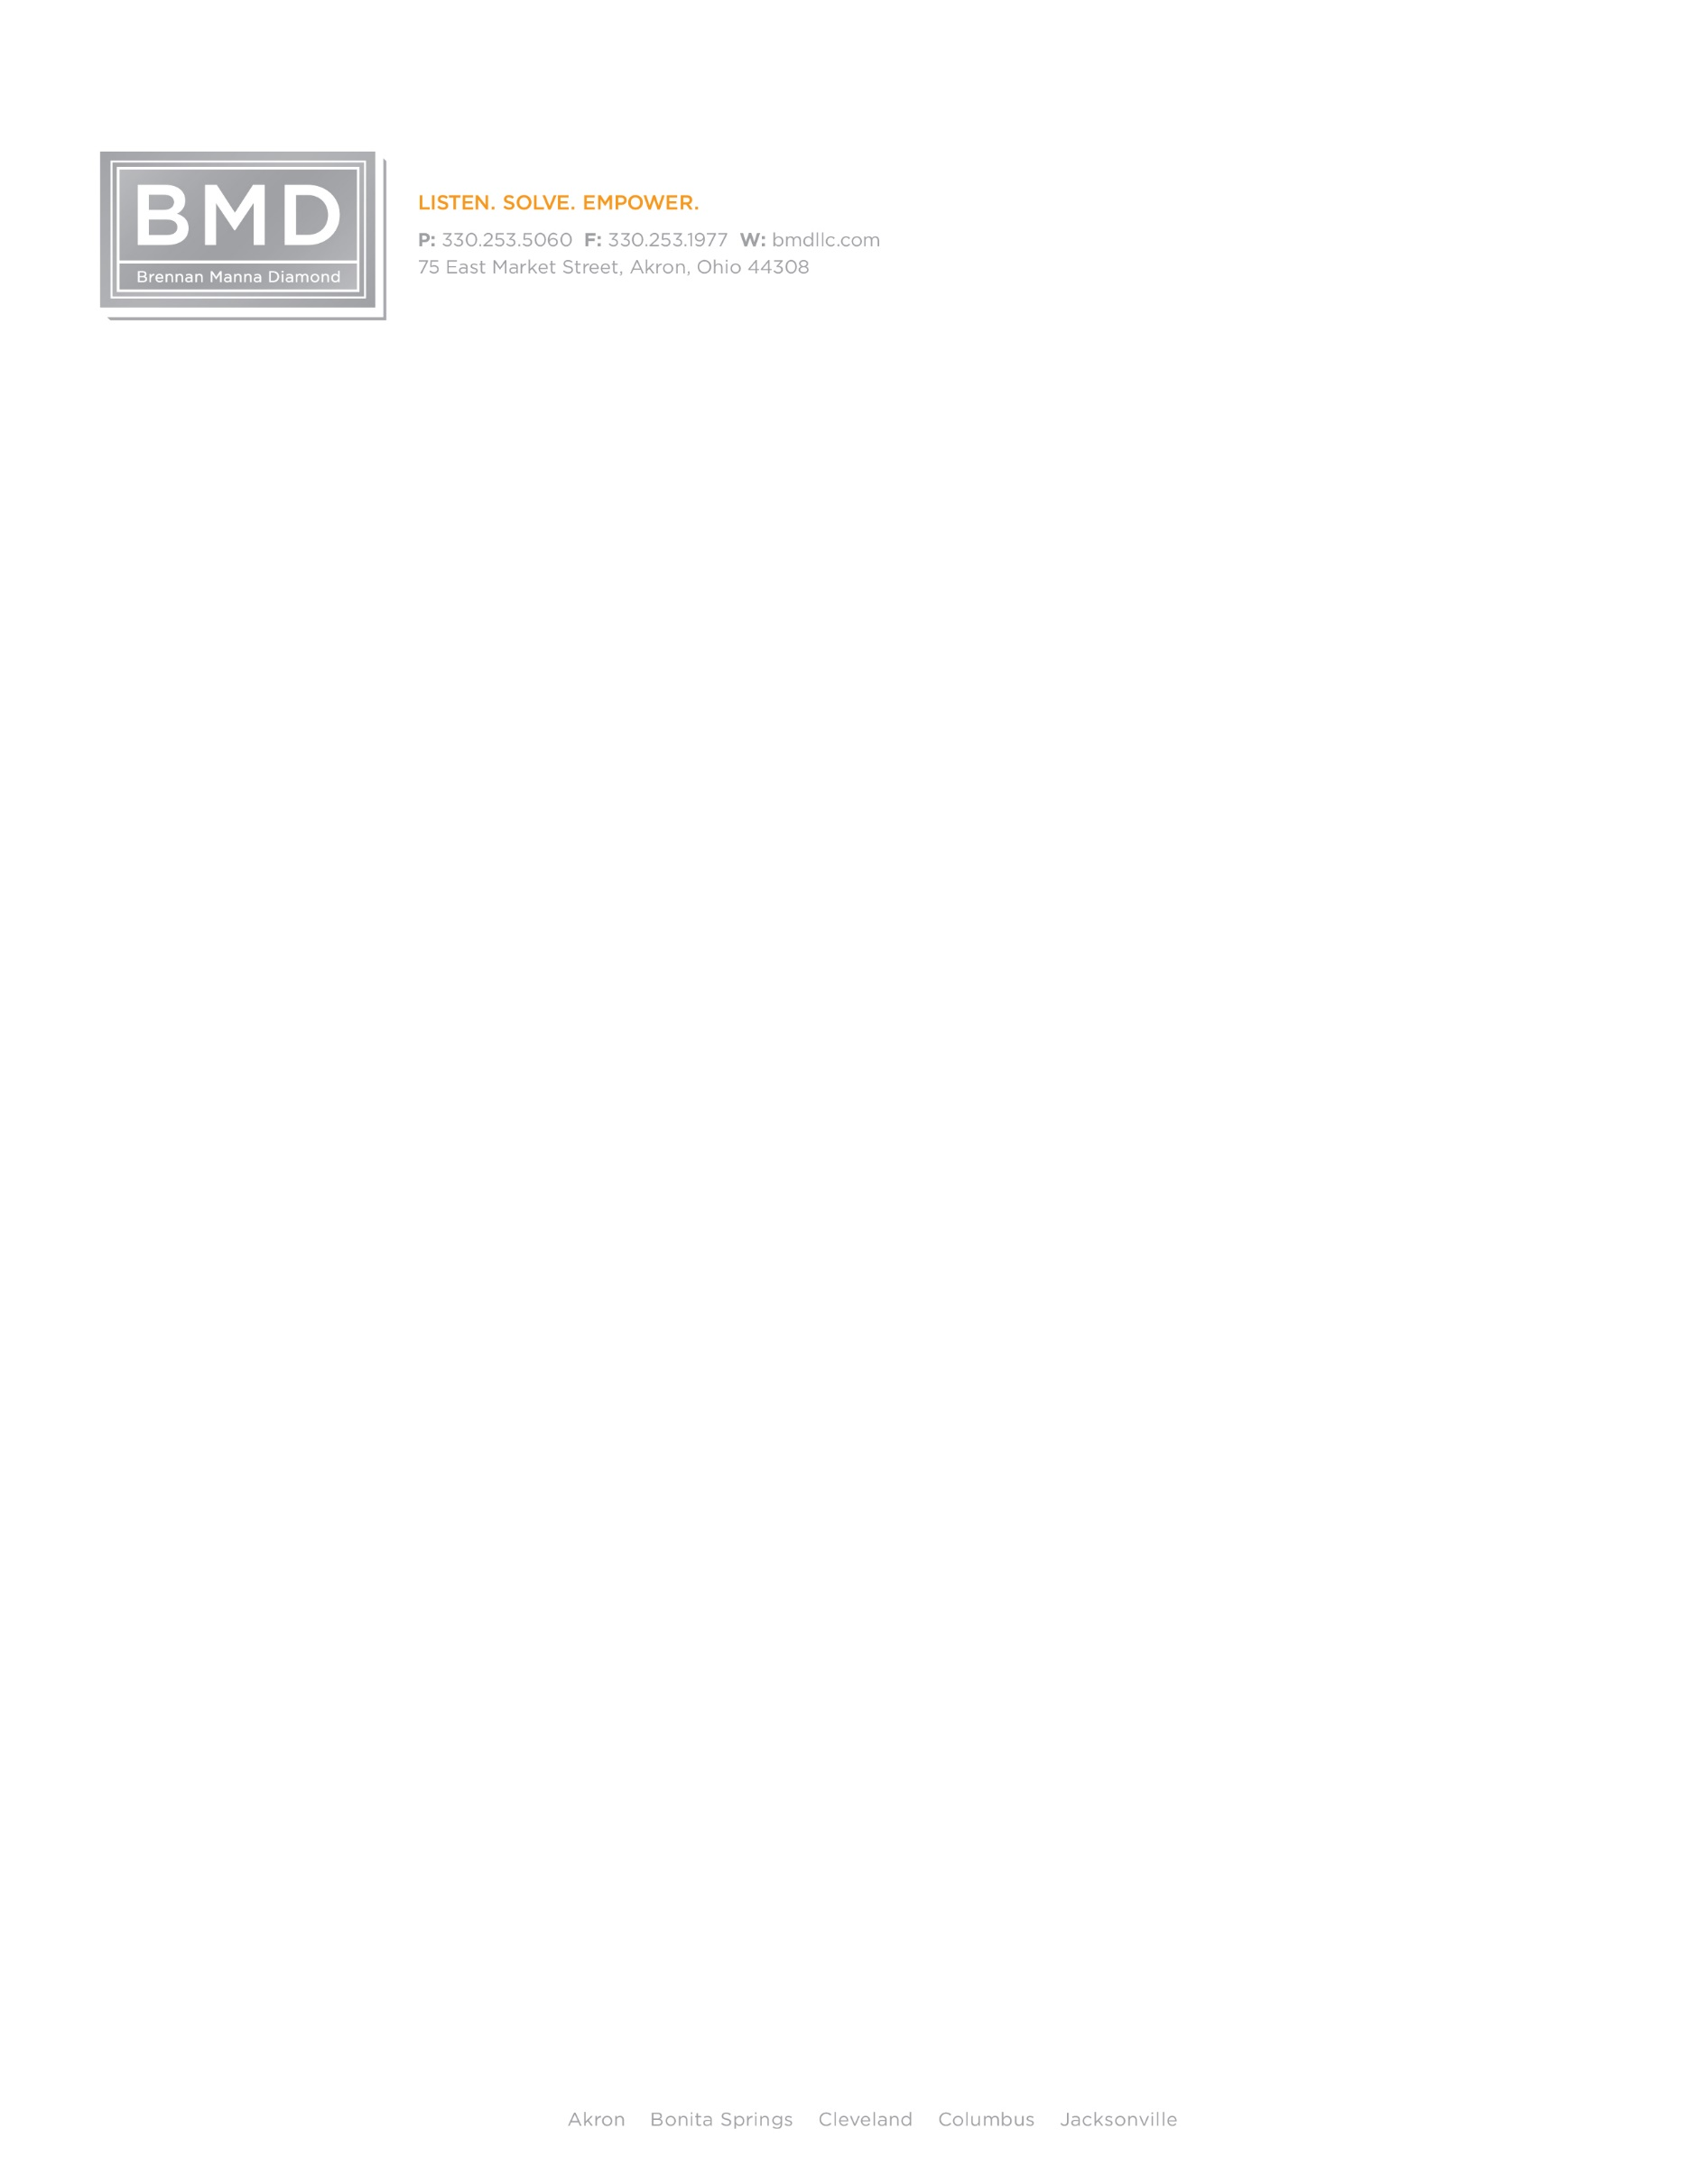 BMD
Brennan Manna Diamond
LISTEN. SOLVE. EMPOWER.
P: 330.253.5060 F: 330.253.1977 W: bmdllc.com
75 East Market Street, Akron, Ohio 44308
Akron Bonita Springs Cleveland Columbus Jacksonville